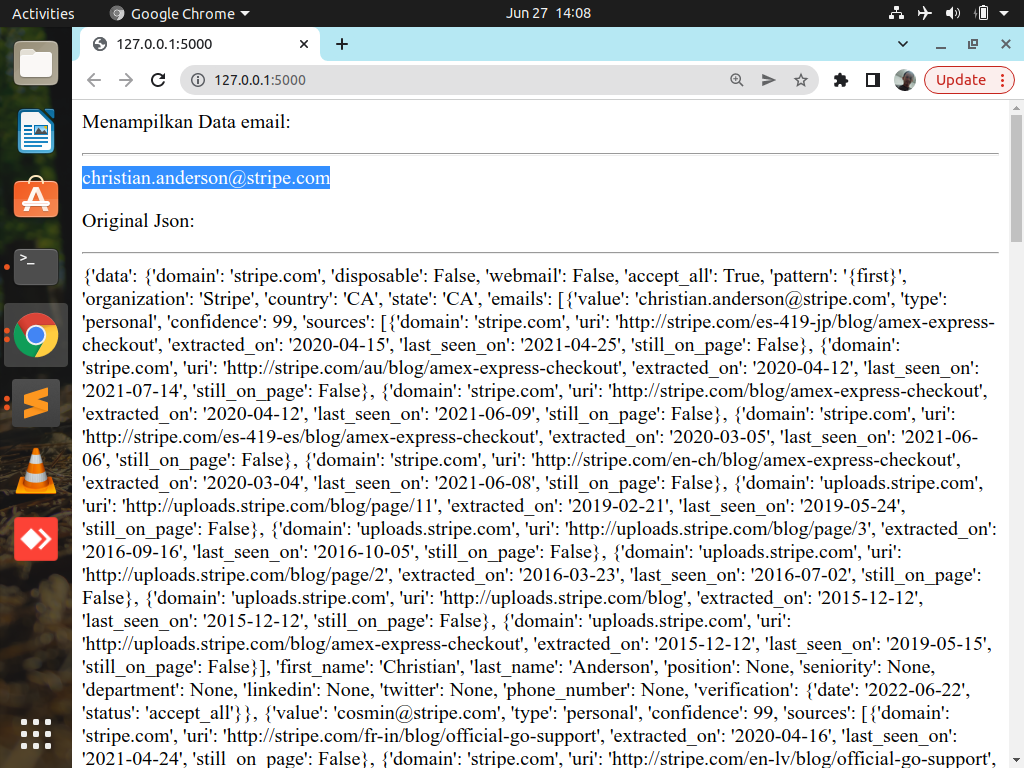 Activities
Google Chrome
Jun 27 14:08
127.0.0.1:5000
127.0.0.1:5000
Update
Menampilkan Data email:
christian.anderson@stripe.com
Original Json:
{'data': {'domain': 'stripe.com', 'disposable': False, 'webmail': False, 'accept_all': True, 'pattern': '{first}',
'organization': 'Stripe', 'country': 'CA', 'state': 'CA', 'emails': [{'value': 'christian.anderson@stripe.com', 'type':
'personal', 'confidence': 99, 'sources': [{'domain': 'stripe.com', 'uri': 'http://stripe.com/es-419-jp/blog/amex-express-
checkout', 'extracted_on': '2020-04-15', 'last_seen_on': '2021-04-25', 'still_on_page': False}, {'domain':
'stripe.com', 'uri': 'http://stripe.com/au/blog/amex-express-checkout', 'extracted_on': '2020-04-12', 'last_seen_on':
'2021-07-14', 'still_on_page': False}, {'domain': 'stripe.com', 'uri': 'http://stripe.com/blog/amex-express-checkout',
'extracted_on': '2020-04-12', 'last_seen_on': '2021-06-09', 'still_on_page': False}, {'domain': 'stripe.com', 'uri':
'http://stripe.com/es-419-es/blog/amex-express-checkout', 'extracted_on': '2020-03-05', 'last_seen_on': '2021-06-
06', 'still_on_page': False}, {'domain': 'stripe.com', 'uri': 'http://stripe.com/en-ch/blog/amex-express-checkout',
'extracted_on': '2020-03-04', 'last_seen_on': '2021-06-08', 'still_on_page': False}, {'domain': 'uploads.stripe.com',
'uri': 'http://uploads.stripe.com/blog/page/11', 'extracted_on': '2019-02-21', 'last_seen_on': '2019-05-24',
'still_on_page': False}, {'domain': 'uploads.stripe.com', 'uri': 'http://uploads.stripe.com/blog/page/3', 'extracted_on':
'2016-09-16', 'last_seen_on': '2016-10-05', 'still_on_page': False}, {'domain': 'uploads.stripe.com', 'uri':
'http://uploads.stripe.com/blog/page/2', 'extracted_on': '2016-03-23', 'last_seen_on': '2016-07-02', 'still_on_page':
False}, {'domain': 'uploads.stripe.com', 'uri': 'http://uploads.stripe.com/blog', 'extracted_on': '2015-12-12',
'last_seen_on': '2015-12-12', 'still_on_page': False}, {'domain': 'uploads.stripe.com', 'uri':
'http://uploads.stripe.com/blog/amex-express-checkout', 'extracted_on': '2015-12-12', 'last_seen_on': '2019-05-15',
'still_on_page': False}], 'first_name': 'Christian', 'last_name': 'Anderson', 'position': None, 'seniority': None,
'department': None, 'linkedin': None, 'twitter': None, 'phone_number': None, 'verification': {'date': '2022-06-22',
'status': 'accept_all'}}, {'value': 'cosmin@stripe.com', 'type': 'personal', 'confidence': 99, 'sources': [{'domain':
'stripe.com', 'uri': 'http://stripe.com/fr-in/blog/official-go-support', 'extracted_on': '2020-04-16', 'last_seen_on':
'2021-04-24', 'still_on_page': False}, {'domain': 'stripe.com', 'uri': 'http://stripe.com/en-lv/blog/official-go-support',